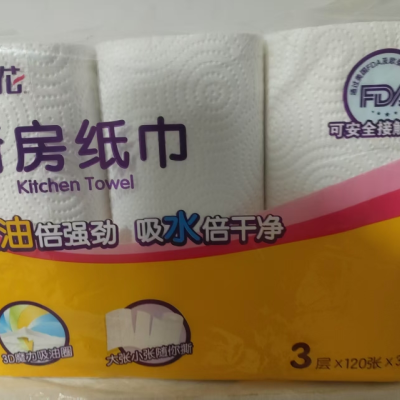 花
房纸巾
Kitchen Towel
油倍强劲 吸水倍干净
FDA
可安全接触
3D魔力吸油圈
大张小张随你撕
3层×120张×3